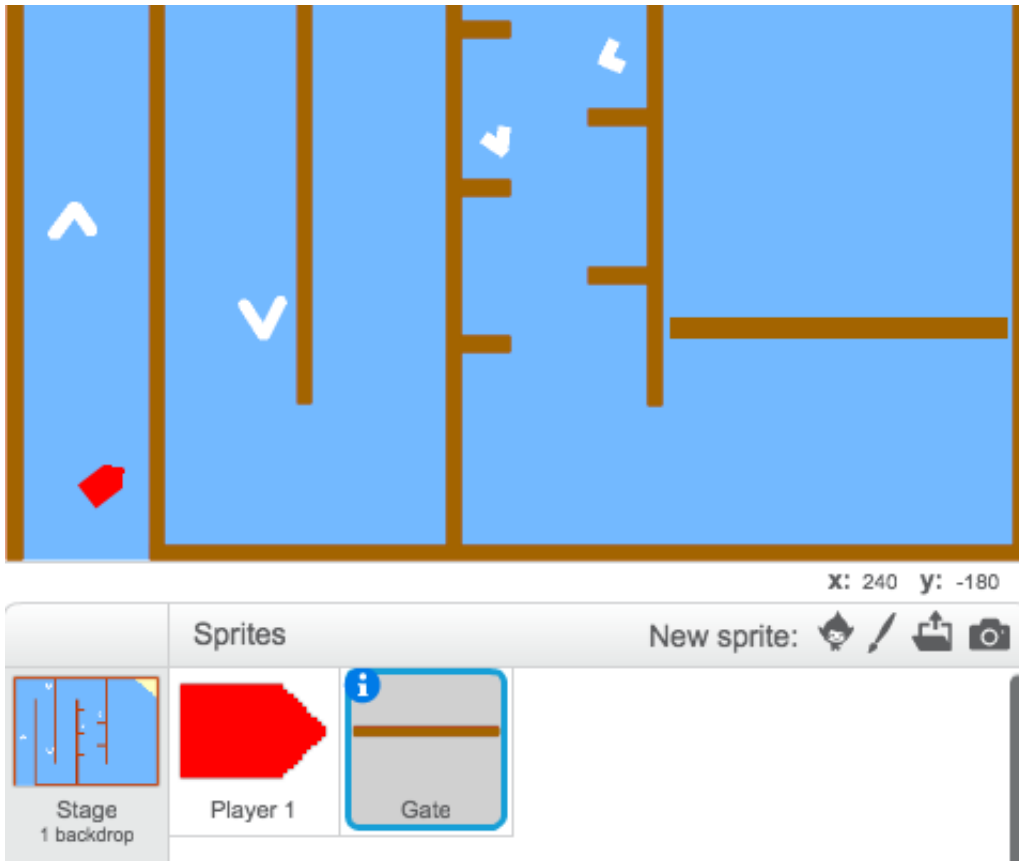 x: 240 y: -180
Sprites
New sprite:
Player 1
Gate
Stage
1 backdrop